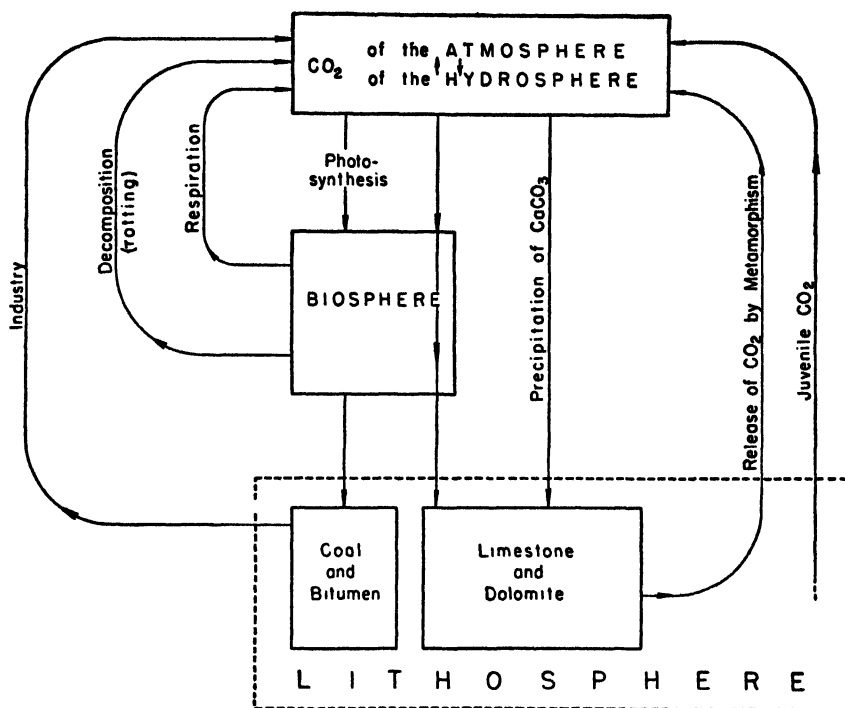 of the ATMOSPHERE
CO2
of the HYDROSPHERE
Photo-
synthesis
Respiration
Decomposition
(rotting)
Industry
BIOSPHERE
Precipitation of CaCO3
Release of CO2 by Metamorphism
Juvenile CO2
Coal
and
Bitumen
Limestone
and
Dolomite
LITHOSPHERE